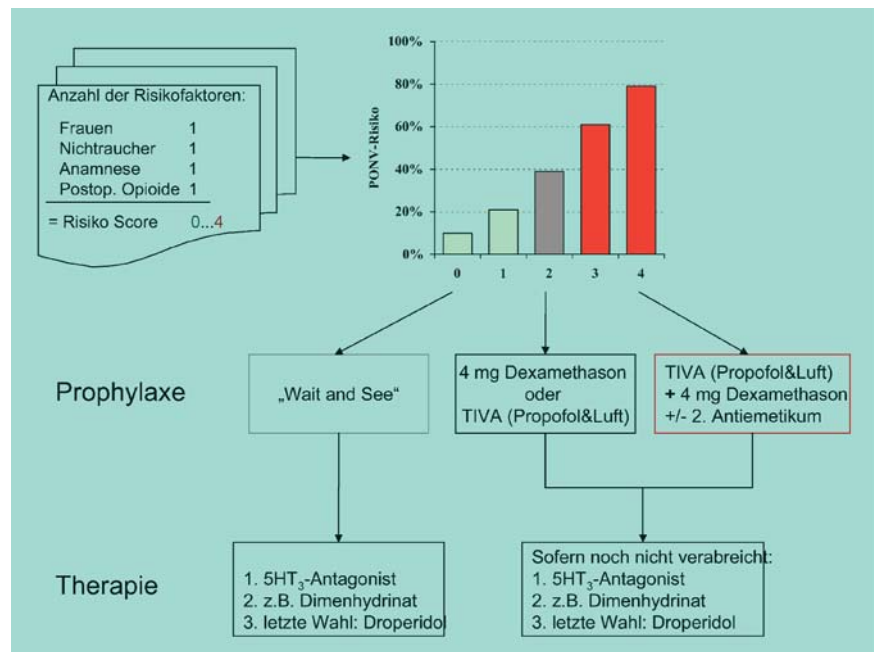 Anzahl der Risikofaktoren:
Frauen 1
Nichtraucher 1
Anamnese 1
Postop. Opioide 1
= Risiko Score 0...4
PONV-Risiko
100%
80%
60%
40%
20%
0%
0 1 2 3 4
Prophylaxe
„Wait and See“
4 mg Dexamethason
oder
TIVA (Propofol&Luft)
TIVA (Propofol&Luft)
+ 4 mg Dexamethason
+/- 2. Antiemetikum
Therapie
1. 5HT₃-Antagonist
2. z.B. Dimenhydrinat
3. letzte Wahl: Droperidol
Sofern noch nicht verabreicht:
1. 5HT₃-Antagonist
2. z.B. Dimenhydrinat
3. letzte Wahl: Droperidol